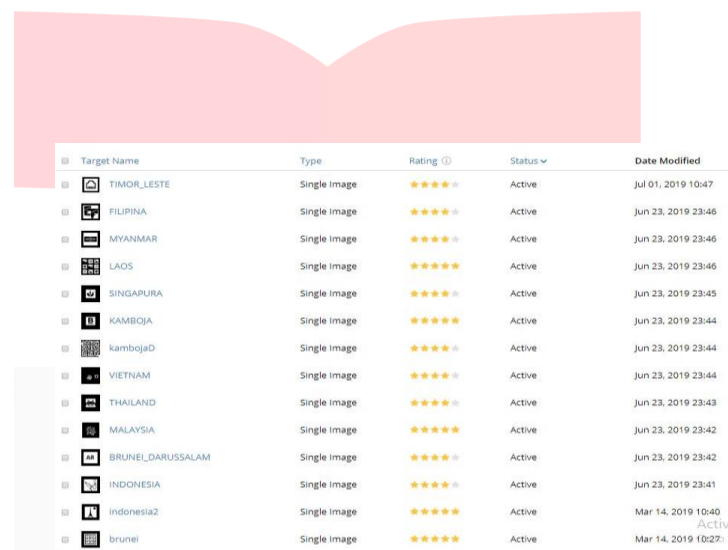 Target Name Type Rating Status Date Modified
TIMOR_LESTE Single Image Active Jul 01, 2019 10:47
FILIPINA Single Image Active Jun 23, 2019 23:46
MYANMAR Single Image Active Jun 23, 2019 23:46
LAOS Single Image Active Jun 23, 2019 23:46
SINGAPURA Single Image Active Jun 23, 2019 23:45
KAMBOJA Single Image Active Jun 23, 2019 23:44
kambojaD Single Image Active Jun 23, 2019 23:44
VIETNAM Single Image Active Jun 23, 2019 23:44
THAILAND Single Image Active Jun 23, 2019 23:43
MALAYSIA Single Image Active Jun 23, 2019 23:42
AR BRUNEI_DARUSSALAM Single Image Active Jun 23, 2019 23:42
INDONESIA Single Image Active Jun 23, 2019 23:41
indonesia2 Single Image Active Mar 14, 2019 10:40
Activ
brunei Single Image Active Mar 14, 2019 10:27